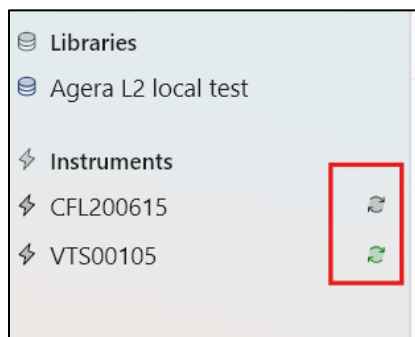 Libraries
Agera L2 local test
Instruments
CFL200615
VTS00105